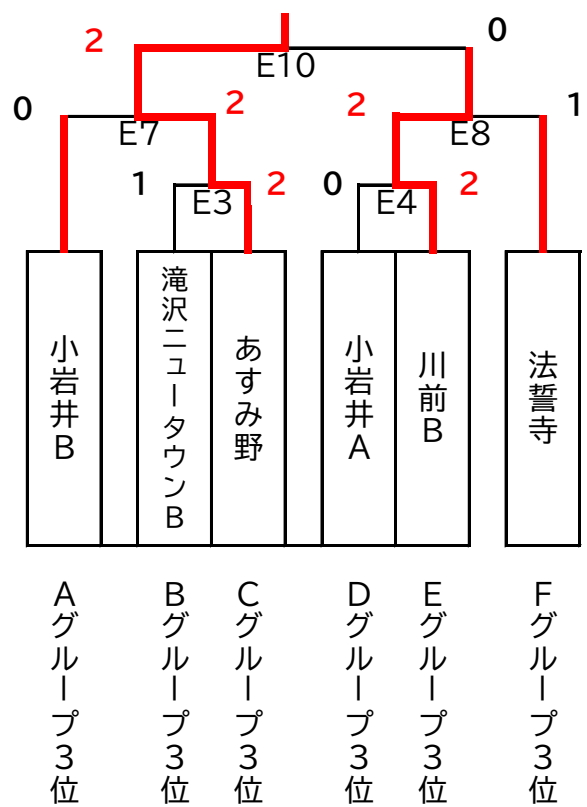 0
2
E10
0
2
E7
2
2
E8
1
1
E3
2
0
E4
2
小岩井B
滝沢ニュータウンB
あすみ野
小岩井A
川前B
法誓寺
Aグループ3位
Bグループ3位
Cグループ3位
Dグループ3位
Eグループ3位
Fグループ3位